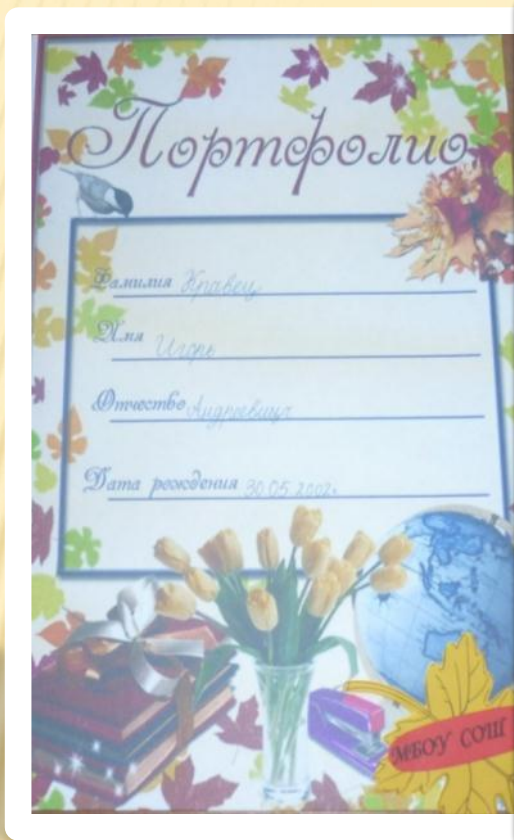 Портфолио
Фамилия Кравец
Имя Игорь
Отчество Андреевич
Дата рождения 30.05.2002г
МБОУ СОШ